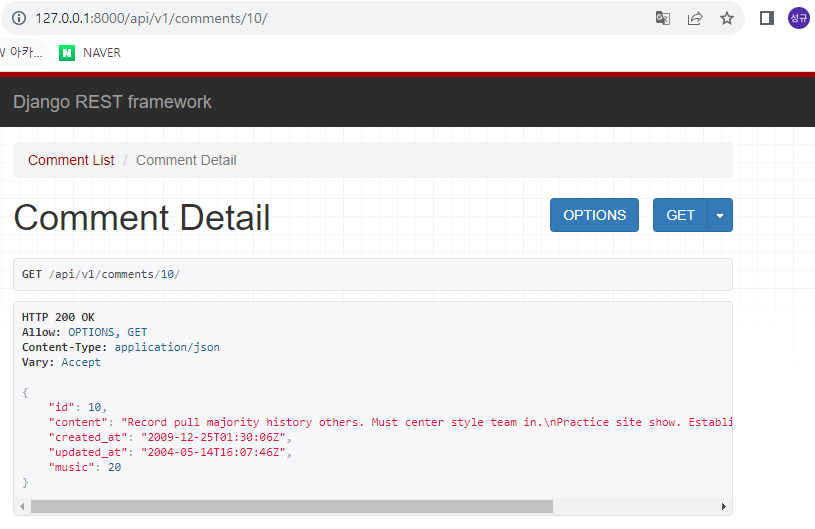 127.0.0.1:8000/api/v1/comments/10/
성규
W 아카...
N NAVER
Django REST framework
Comment List / Comment Detail
Comment Detail
OPTIONS
GET
GET /api/v1/comments/10/
HTTP 200 OK
Allow: OPTIONS, GET
Content-Type: application/json
Vary: Accept
{
"id": 10,
"content": "Record pull majority history others. Must center style team in.\nPractice site show. Establi
"created_at": "2009-12-25T01:30:06Z",
"updated_at": "2004-05-14T16:07:46Z",
"music": 20
}